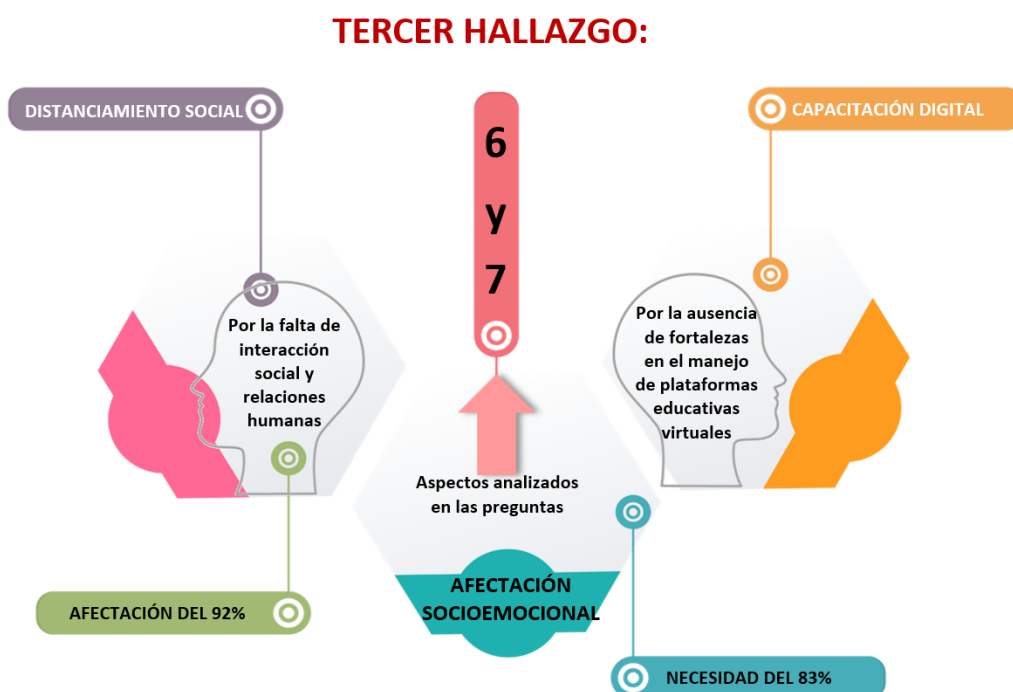 TERCER HALLAZGO:
DISTANCIAMIENTO SOCIAL
6
y
7
CAPACITACIÓN DIGITAL
Por la falta de
interacción
social y
relaciones
humanas
Por la ausencia
de fortalezas
en el manejo
de plataformas
educativas
virtuales
Aspectos analizados
en las preguntas
AFECTACIÓN
SOCIOEMOCIONAL
AFECTACIÓN DEL 92%
NECESIDAD DEL 83%